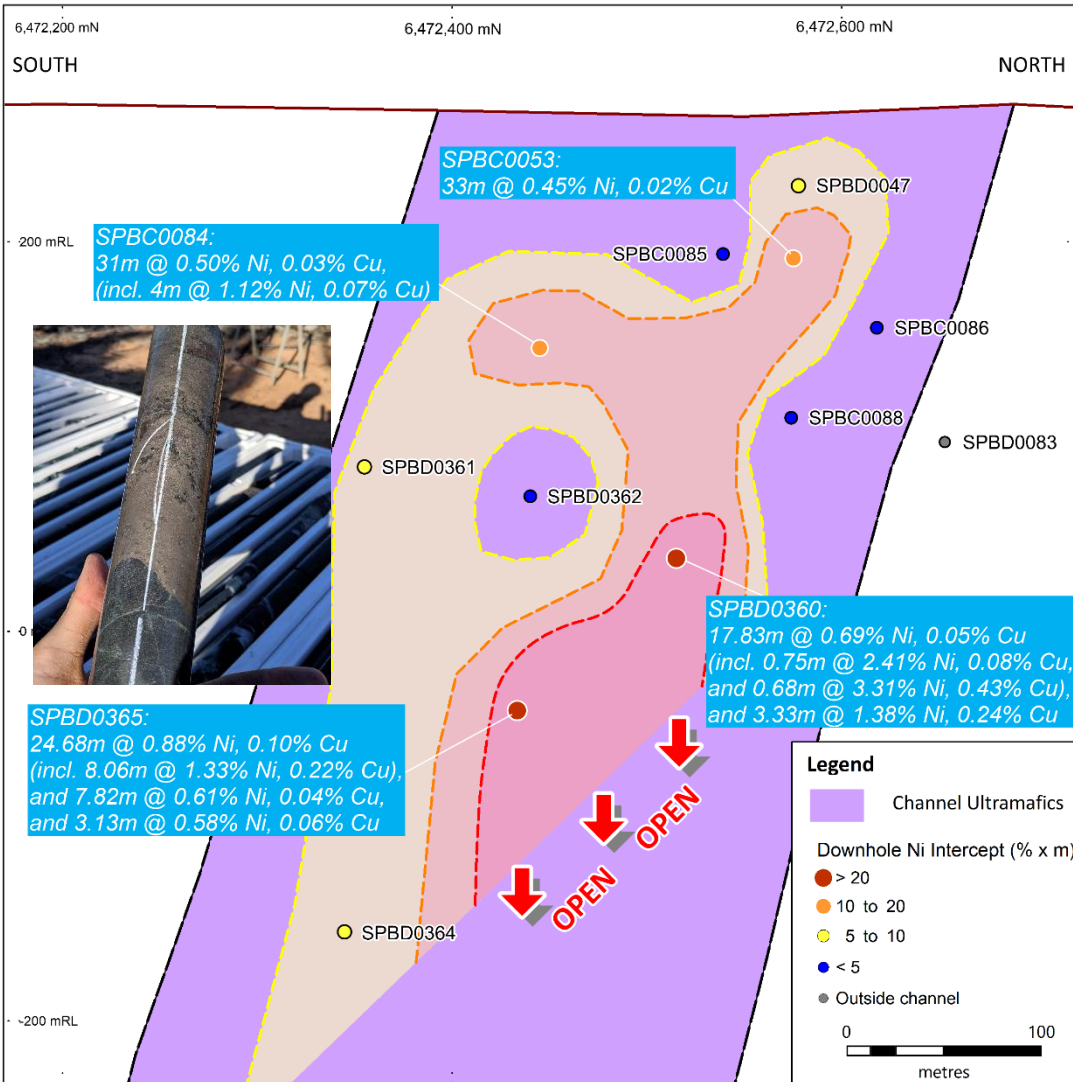 6,472,200 mN
6,472,400 mN
6,472,600 mN
SOUTH
NORTH
SPBC0053:
33m @ 0.45% Ni, 0.02% Cu
SPBD0047
200 mRL
SPBC0084:
31m @ 0.50% Ni, 0.03% Cu,
(incl. 4m @ 1.12% Ni, 0.07% Cu)
SPBC0085
SPBC0086
SPBC0088
SPBD0083
SPBD0361
SPBD0362
SPBD0360:
17.83m @ 0.69% Ni, 0.05% Cu
(incl. 0.75m @ 2.41% Ni, 0.08% Cu,
and 0.68m @ 3.31% Ni, 0.43% Cu),
and 3.33m @ 1.38% Ni, 0.24% Cu
SPBD0365:
24.68m @ 0.88% Ni, 0.10% Cu
(incl. 8.06m @ 1.33% Ni, 0.22% Cu),
and 7.82m @ 0.61% Ni, 0.04% Cu,
and 3.13m @ 0.58% Ni, 0.06% Cu
OPEN
OPEN
SPBD0364
-200 mRL
Legend
Channel Ultramafics
Downhole Ni Intercept (% x m)
> 20
10 to 20
5 to 10
< 5
Outside channel
0 100
metres